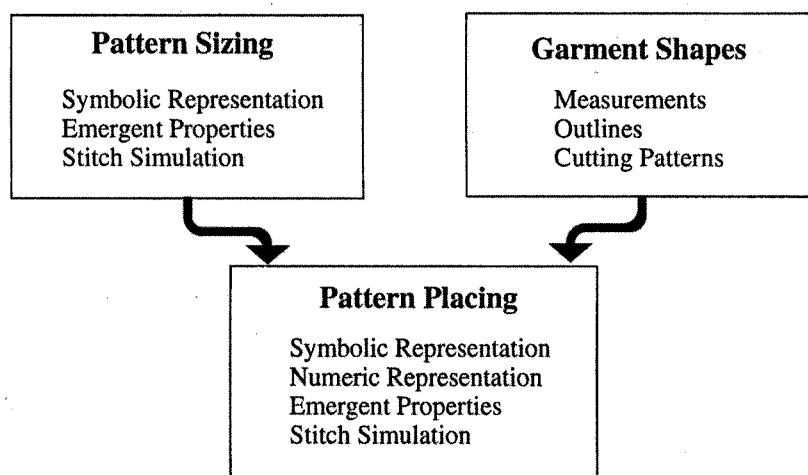 Pattern Sizing
Symbolic Representation
Emergent Properties
Stitch Simulation
Garment Shapes
Measurements
Outlines
Cutting Patterns
Pattern Placing
Symbolic Representation
Numeric Representation
Emergent Properties
Stitch Simulation